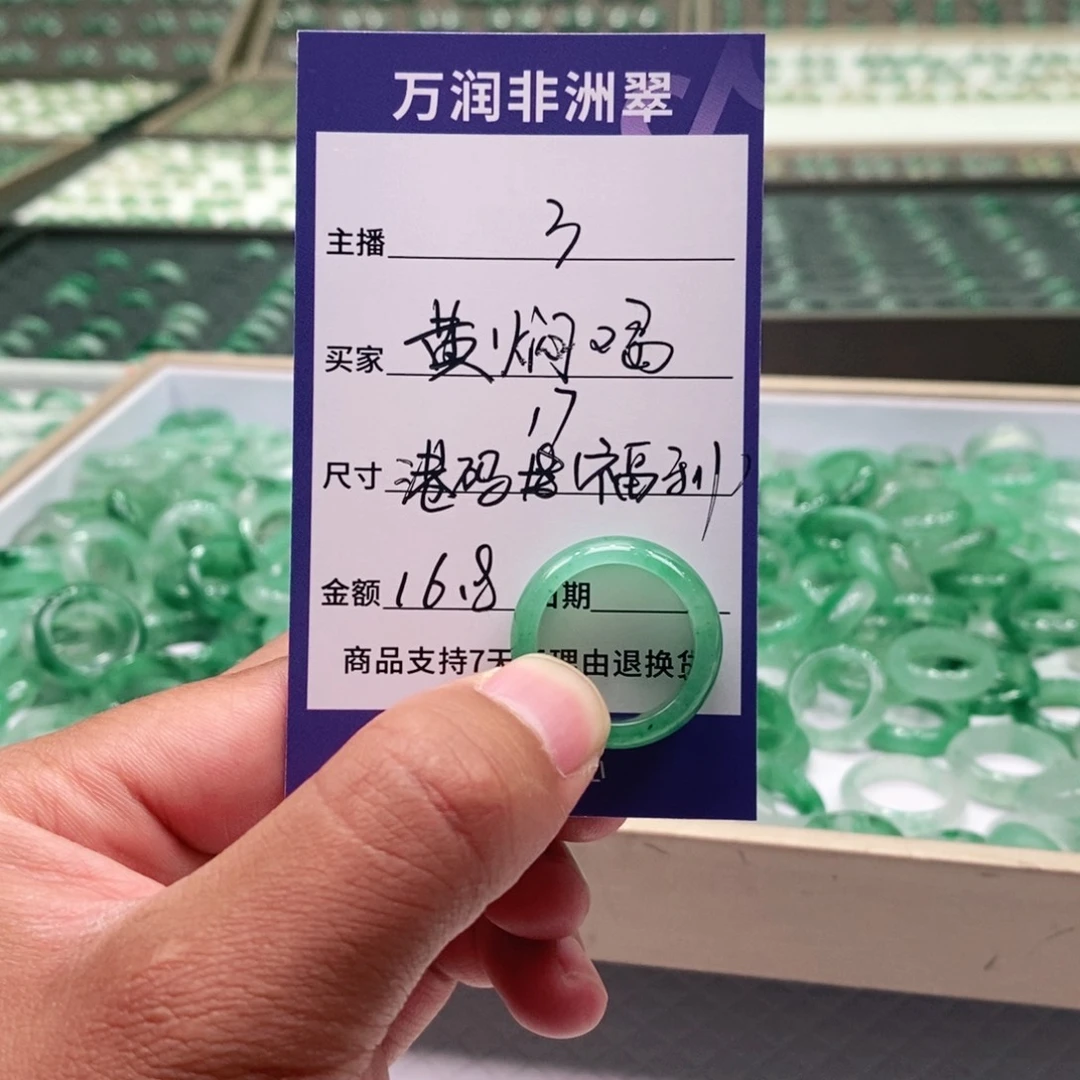 万润非洲翠
主播 3
买家 黄焖嗝
17
尺寸 港码 福利
金额 16.8 日期
商品支持7天 理由退换货